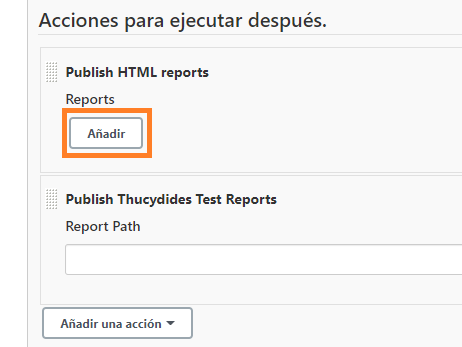 Acciones para ejecutar después.
Publish HTML reports
Reports
Añadir
Publish Thucydides Test Reports
Report Path
Añadir una acción